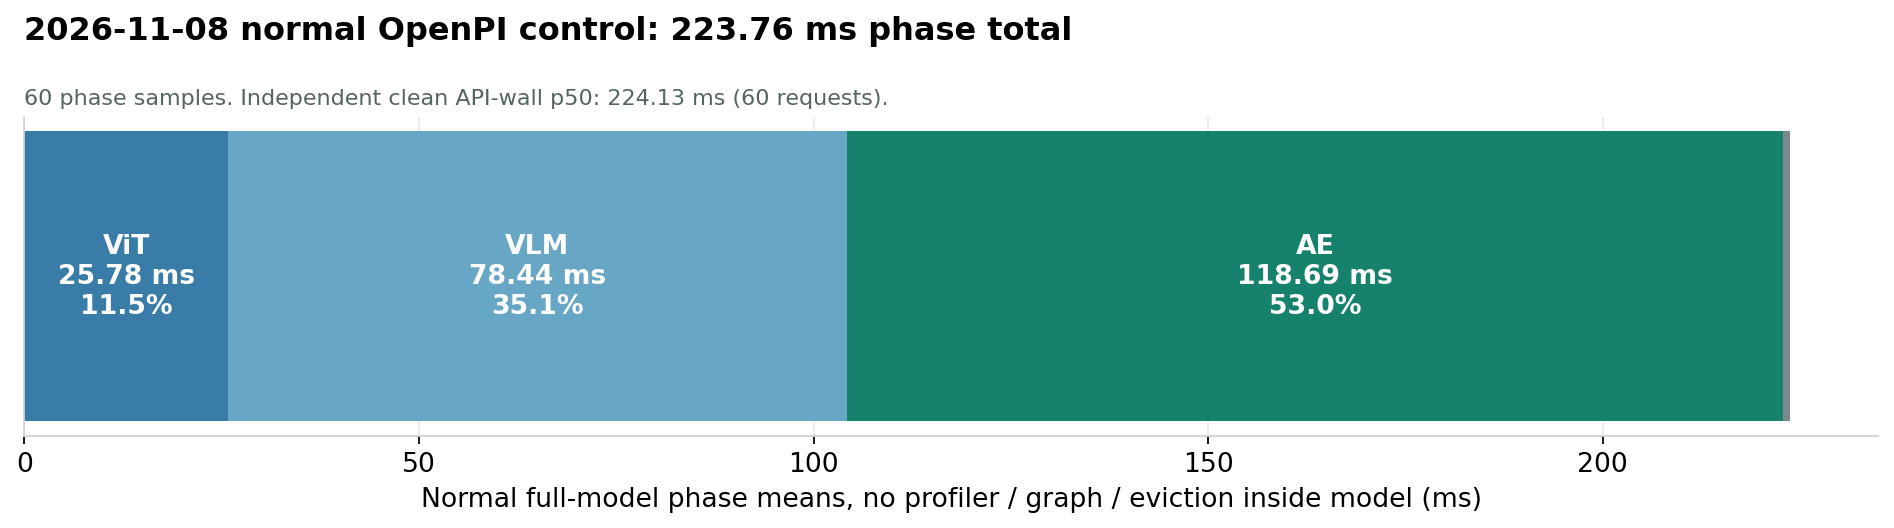 2026-11-08 normal OpenPI control: 223.76 ms phase total
60 phase samples. Independent clean API-wall p50: 224.13 ms (60 requests).
ViT
25.78 ms
11.5%
VLM
78.44 ms
35.1%
AE
118.69 ms
53.0%
0
50
100
150
200
Normal full-model phase means, no profiler / graph / eviction inside model (ms)